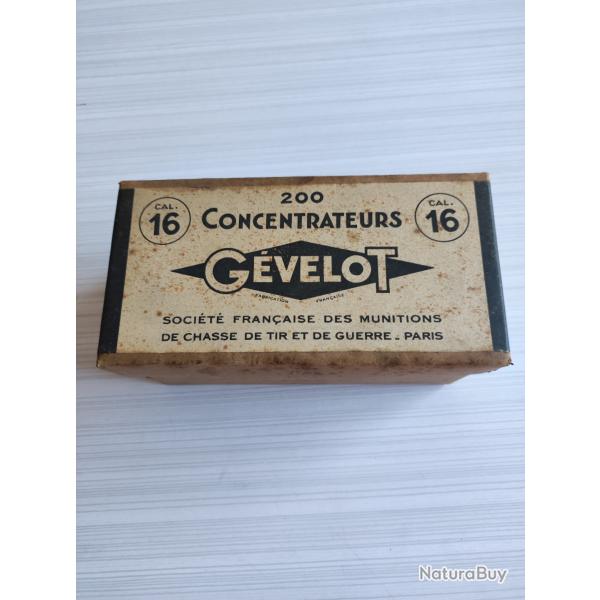 200
CAL. 16 CONCENTRATEURS CAL. 16
GÉVELOT
FABRICATION FRANÇAISE
SOCIÉTÉ FRANÇAISE DES MUNITIONS
DE CHASSE DE TIR ET DE GUERRE - PARIS
NaturaBuy